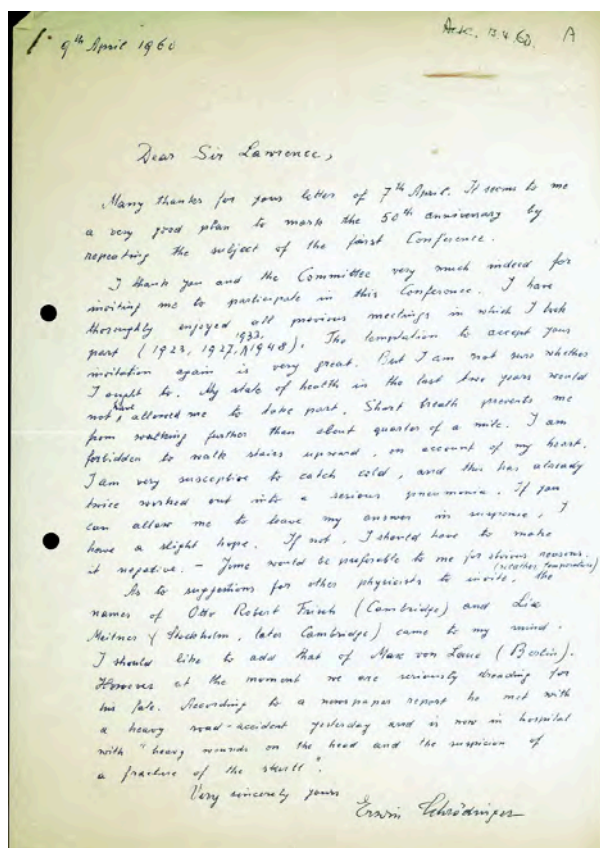 9th April 1960
Ack. 13.4.60. A
Dear Sir Lawrence,
Many thanks for your letter of 7th April. It seems to me
a very good plan to mark the 50th anniversary by
repeating the subject of the first Conference.
I thank you and the Committee very much indeed for
inviting me to participate in this Conference. I have
thoroughly enjoyed all previous meetings in which I took
part (1923, 1927, 1933, 1948). The temptation to accept your
invitation again is very great. But I am not sure whether
I ought to. My state of health in the last two years would
not have allowed me to take part. Short breath prevents me
from walking further than about quarter of a mile. I am
forbidden to walk stairs upward, on account of my heart.
I am very susceptive to catch cold, and this has already
twice worked out into a serious pneumonia. If you
can allow me to leave my answer in suspense, I
have a slight hope. If not, I should have to make
it negative. – June would be preferable to me for obvious reasons.
(weather, temperature)
As to suggestions for other physicists to invite, the
names of Otto Robert Frisch (Cambridge) and Lise
Meitner (Stockholm, later Cambridge) came to my mind.
I should like to add that of Max von Laue (Berlin).
However at the moment we are seriously dreading for
his fate. According to a newspaper report he met with
a heavy road-accident yesterday and is now in hospital
with "heavy wounds on the head and the suspicion of
a fracture of the skull".
Very sincerely yours
Erwin Schrödinger